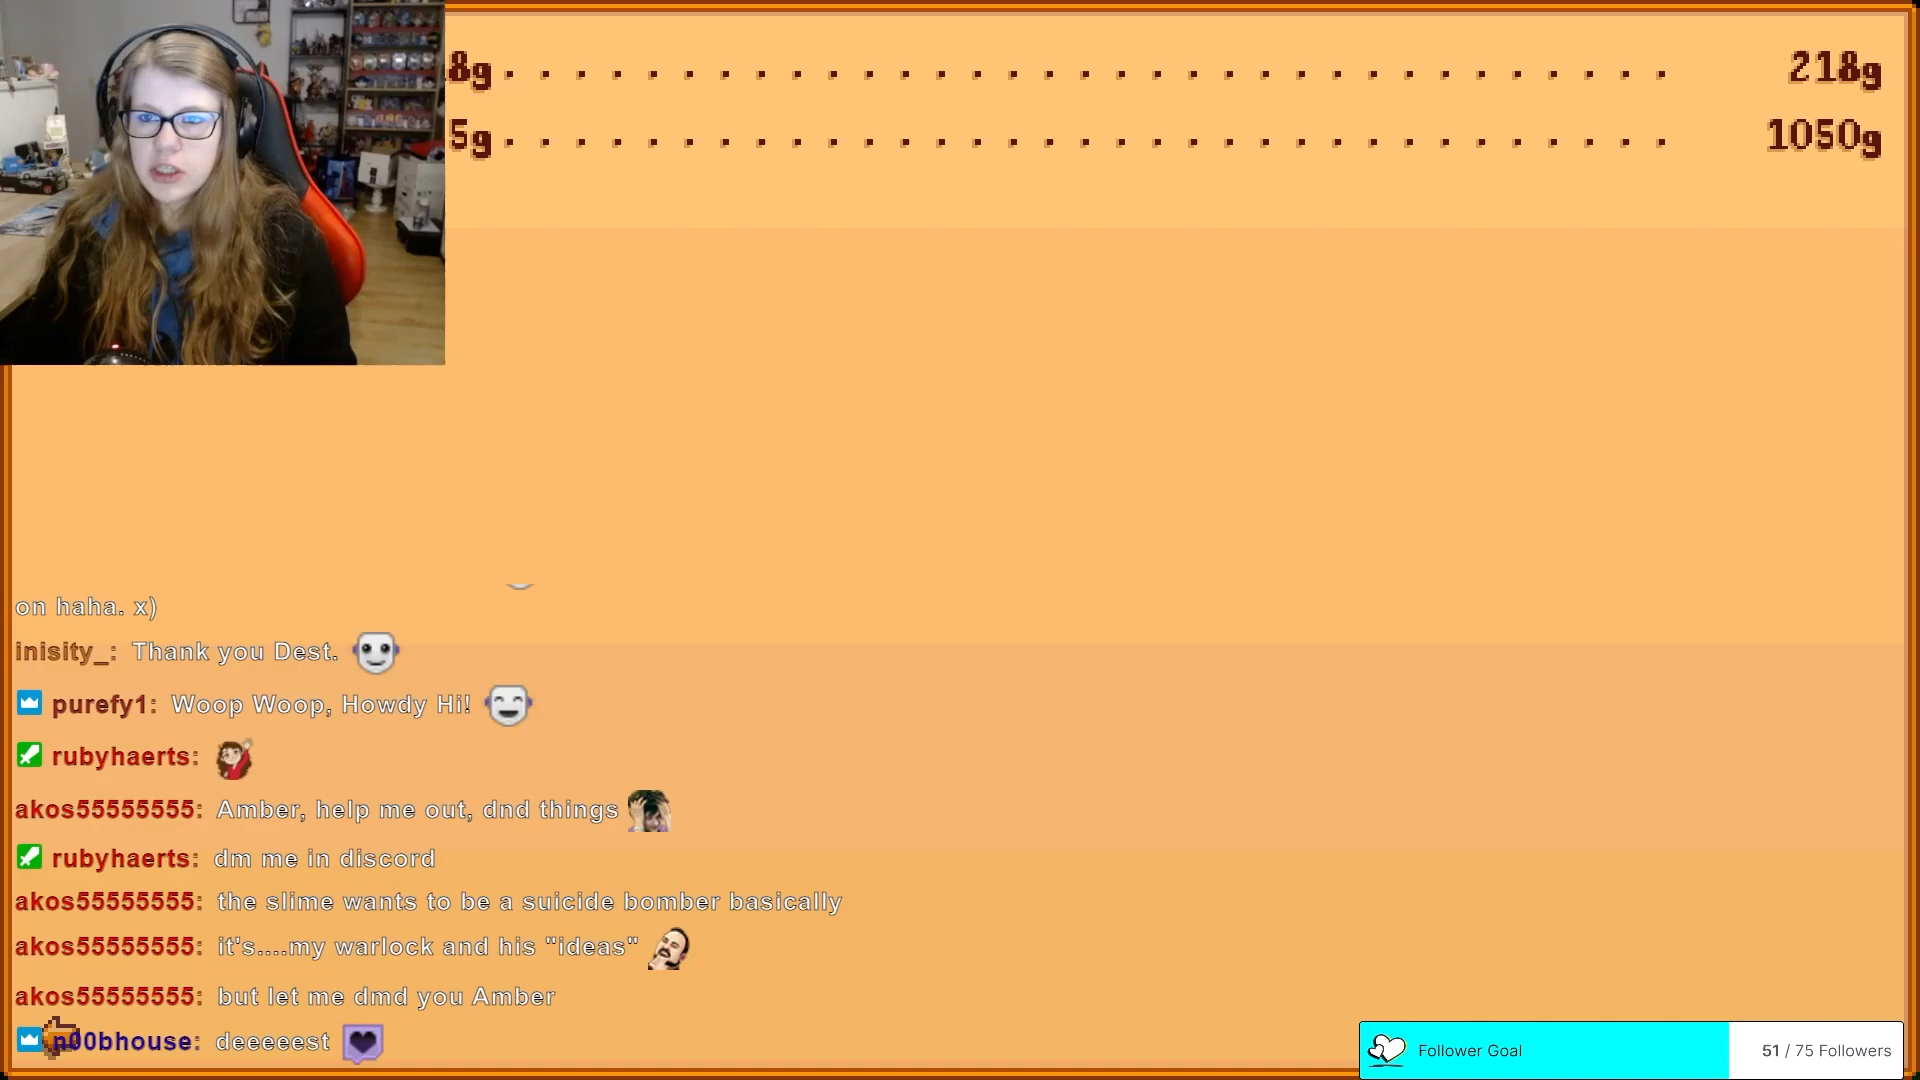 8g 218g
5g 1050g
on haha. x)
inisity_: Thank you Dest.
purefy1: Woop Woop, Howdy Hi!
rubyhaerts:
akos55555555: Amber, help me out, dnd things
rubyhaerts: dm me in discord
akos55555555: the slime wants to be a suicide bomber basically
akos55555555: it's....my warlock and his "ideas"
akos55555555: but let me dmd you Amber
n00bhouse: deeeeest
Follower Goal 51 / 75 Followers